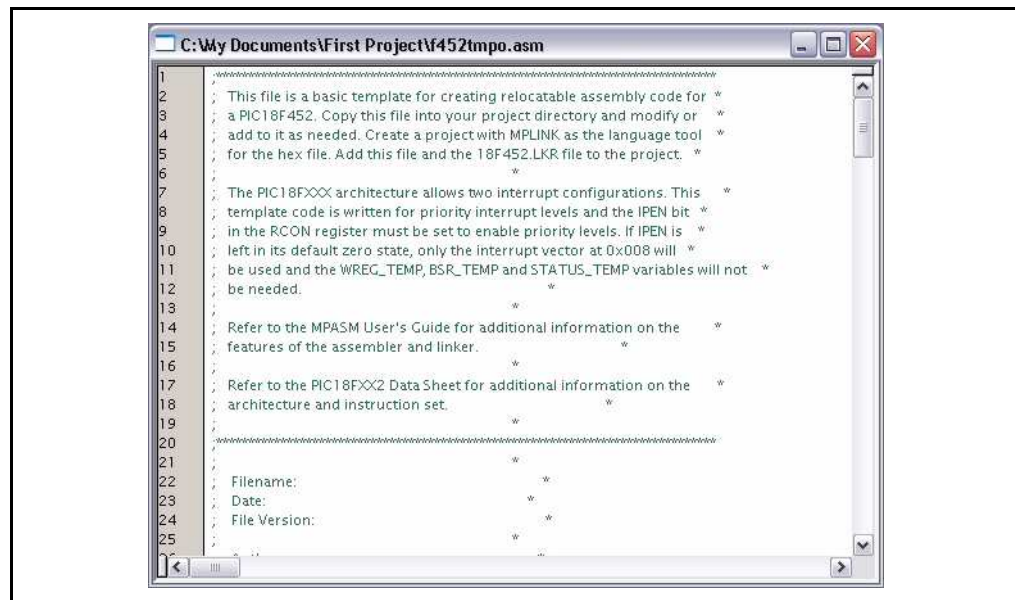 C:\My Documents\First Project\f452tmpo.asm
1 ;******************************************************************************
2 ; This file is a basic template for creating relocatable assembly code for *
3 ; a PIC18F452. Copy this file into your project directory and modify or *
4 ; add to it as needed. Create a project with MPLINK as the language tool *
5 ; for the hex file. Add this file and the 18F452.LKR file to the project. *
6 ; *
7 ; The PIC18FXXX architecture allows two interrupt configurations. This *
8 ; template code is written for priority interrupt levels and the IPEN bit *
9 ; in the RCON register must be set to enable priority levels. If IPEN is *
10 ; left in its default zero state, only the interrupt vector at 0x008 will *
11 ; be used and the WREG_TEMP, BSR_TEMP and STATUS_TEMP variables will not *
12 ; be needed. *
13 ; *
14 ; Refer to the MPASM User's Guide for additional information on the *
15 ; features of the assembler and linker. *
16 ; *
17 ; Refer to the PIC18FXX2 Data Sheet for additional information on the *
18 ; architecture and instruction set. *
19 ; *
20 ;******************************************************************************
21 ; *
22 ; Filename: *
23 ; Date: *
24 ; File Version: *
25 ; *